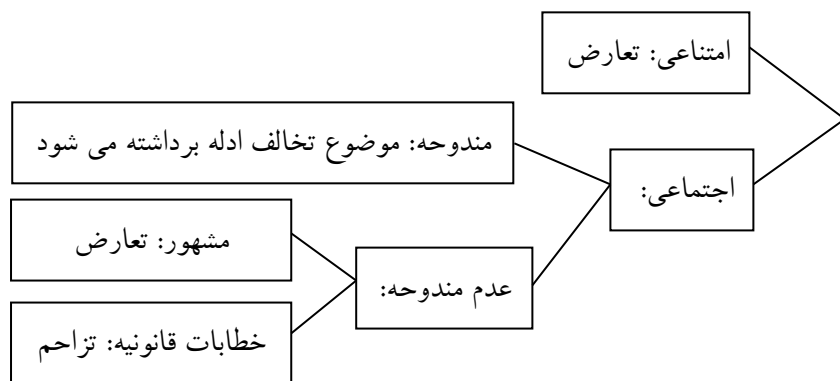 امتناعی: تعارض
مندوحه: موضوع تخالف ادله برداشته می شود
اجتماعی:
مشهور: تعارض
عدم مندوحه:
خطابات قانونیه: تزاحم